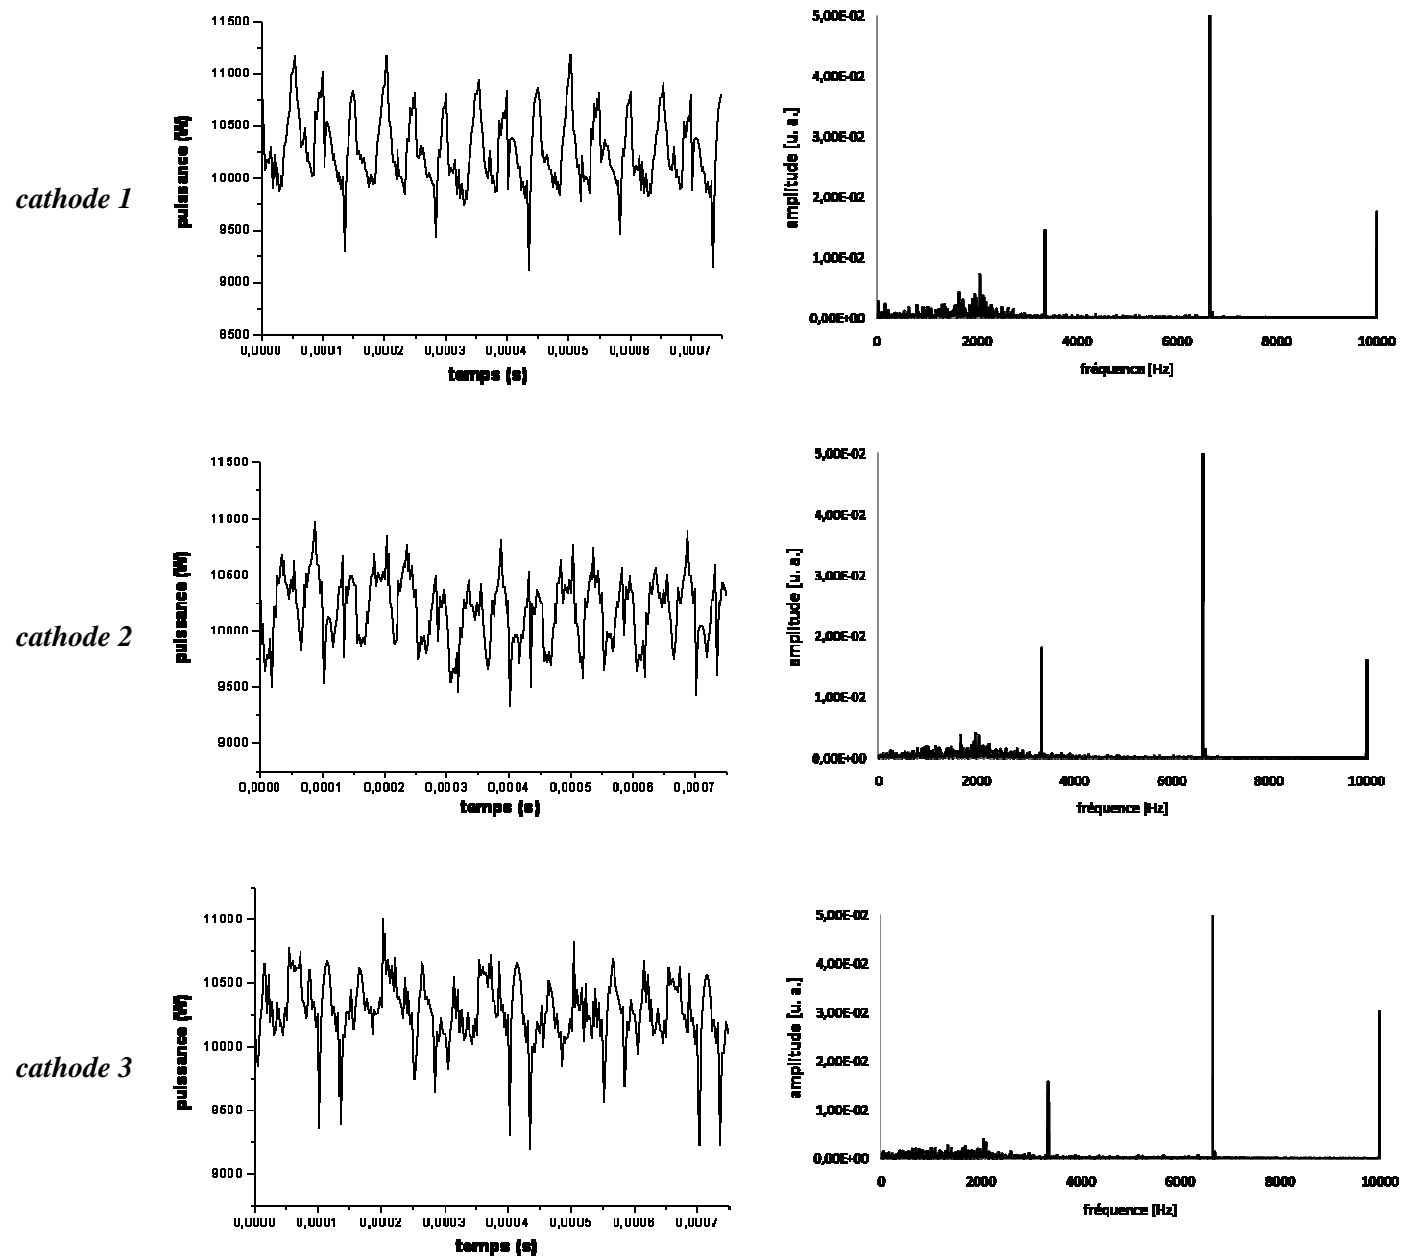 cathode 1
puissance (W)
11500
11000
10500
10000
9500
9000
8500
0,0000 0,0001 0,0002 0,0003 0,0004 0,0005 0,0006 0,0007
temps (s)
amplitude [u. a.]
5,00E-02
4,00E-02
3,00E-02
2,00E-02
1,00E-02
0,00E+00
0 2000 4000 6000 8000 10000
fréquence [Hz]
cathode 2
puissance (W)
11500
11000
10500
10000
9500
9000
0,0000 0,0001 0,0002 0,0003 0,0004 0,0005 0,0006 0,0007
temps (s)
amplitude [u. a.]
5,00E-02
4,00E-02
3,00E-02
2,00E-02
1,00E-02
0,00E+00
0 2000 4000 6000 8000 10000
fréquence [Hz]
cathode 3
puissance (W)
11000
10500
10000
9500
9000
0,0000 0,0001 0,0002 0,0003 0,0004 0,0005 0,0006 0,0007
temps (s)
amplitude [u. a.]
5,00E-02
4,00E-02
3,00E-02
2,00E-02
1,00E-02
0,00E+00
0 2000 4000 6000 8000 10000
fréquence [Hz]